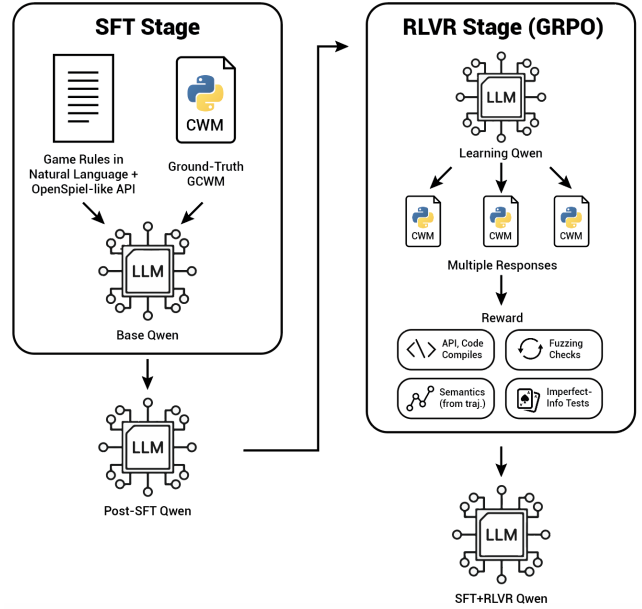 SFT Stage
CWM
Game Rules in
Natural Language +
OpenSpiel-like API
Ground-Truth
GCWM
LLM
Base Qwen
LLM
Post-SFT Qwen
RLVR Stage (GRPO)
LLM
Learning Qwen
CWM
CWM
CWM
Multiple Responses
Reward
API, Code
Compiles
Fuzzing
Checks
Semantics
(from traj.)
Imperfect-
Info Tests
LLM
SFT+RLVR Qwen